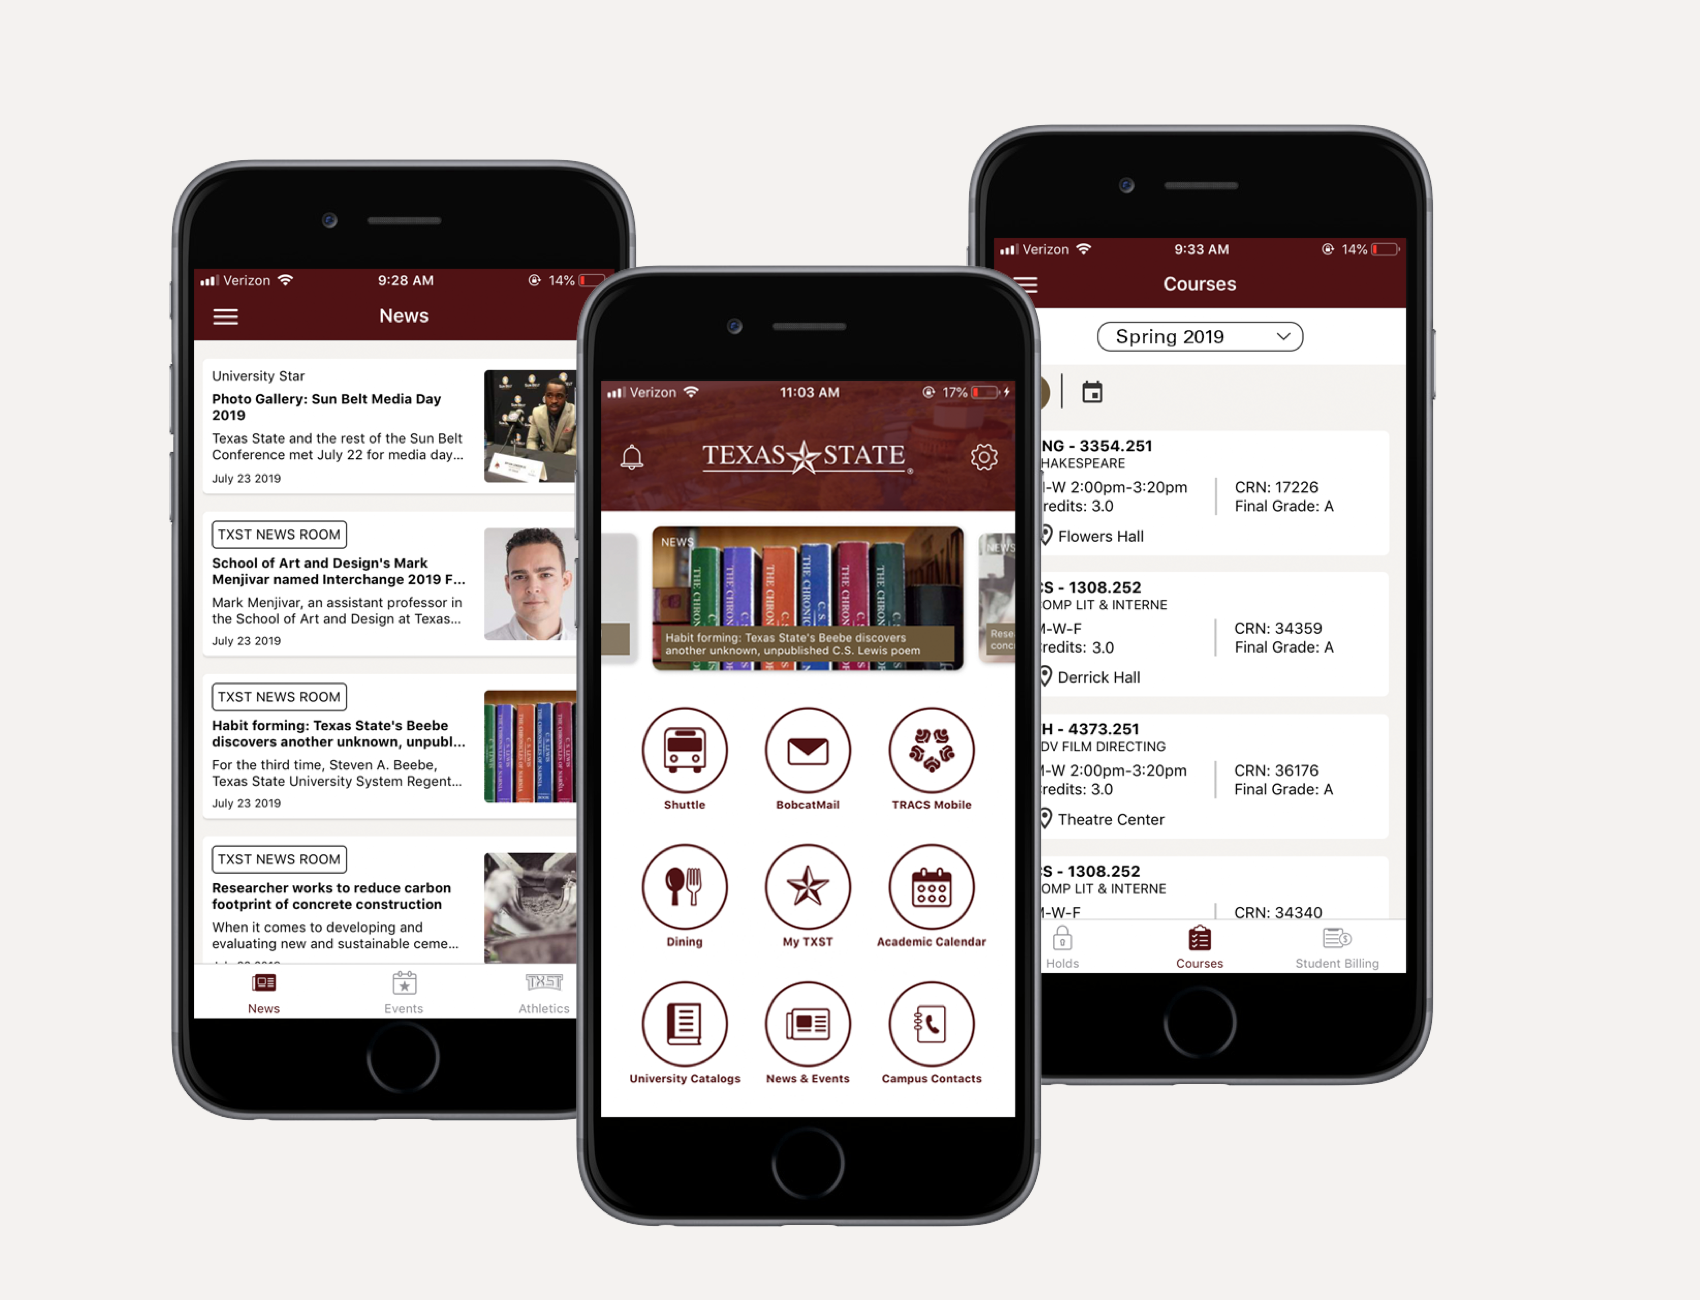 Verizon
9:28 AM
14%
News
University Star
Photo Gallery: Sun Belt Media Day
2019
Texas State and the rest of the Sun Belt
Conference met July 22 for media day...
July 23 2019
TXST NEWS ROOM
School of Art and Design's Mark
Menjivar named Interchange 2019 F...
Mark Menjivar, an assistant professor in
the School of Art and Design at Texas...
July 23 2019
TXST NEWS ROOM
Habit forming: Texas State's Beebe
discovers another unknown, unpubl...
For the third time, Steven A. Beebe,
Texas State University System Regent...
July 23 2019
TXST NEWS ROOM
Researcher works to reduce carbon
footprint of concrete construction
When it comes to developing and
evaluating new and sustainable ceme...
News
Events
TXST
Athletics
Verizon
11:03 AM
17%
TEXAS STATE
®
NEWS
THE CHRONIC
Habit forming: Texas State's Beebe discovers
another unknown, unpublished C.S. Lewis poem
NEWS
Resea
conc
Shuttle
BobcatMail
TRACS Mobile
Dining
My TXST
Academic Calendar
University Catalogs
News & Events
Campus Contacts
Verizon
9:33 AM
14%
Courses
Spring 2019
NG - 3354.251
HAKESPEARE
-W 2:00pm-3:20pm
redits: 3.0
CRN: 17226
Final Grade: A
Flowers Hall
S - 1308.252
OMP LIT & INTERNE
M-W-F
redits: 3.0
CRN: 34359
Final Grade: A
Derrick Hall
H - 4373.251
DV FILM DIRECTING
-W 2:00pm-3:20pm
redits: 3.0
CRN: 36176
Final Grade: A
Theatre Center
S - 1308.252
OMP LIT & INTERNE
M-W-F
CRN: 34340
Holds
Courses
Student Billing